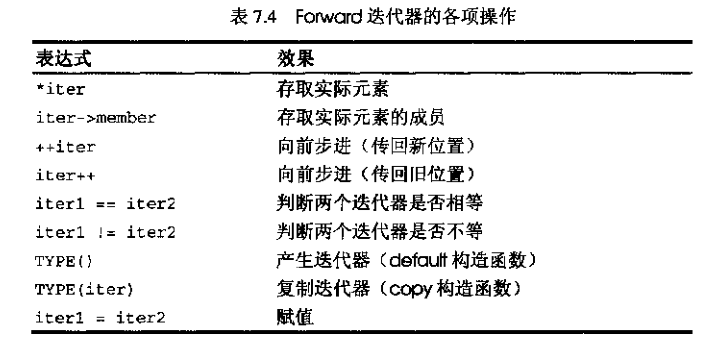 表 7.4 Forward 迭代器的各项操作
表达式 效果
*iter 存取实际元素
iter->member 存取实际元素的成员
++iter 向前步进（传回新位置）
iter++ 向前步进（传回旧位置）
iter1 == iter2 判断两个迭代器是否相等
iter1 != iter2 判断两个迭代器是否不等
TYPE() 产生迭代器（default 构造函数）
TYPE(iter) 复制迭代器（copy 构造函数）
iter1 = iter2 赋值